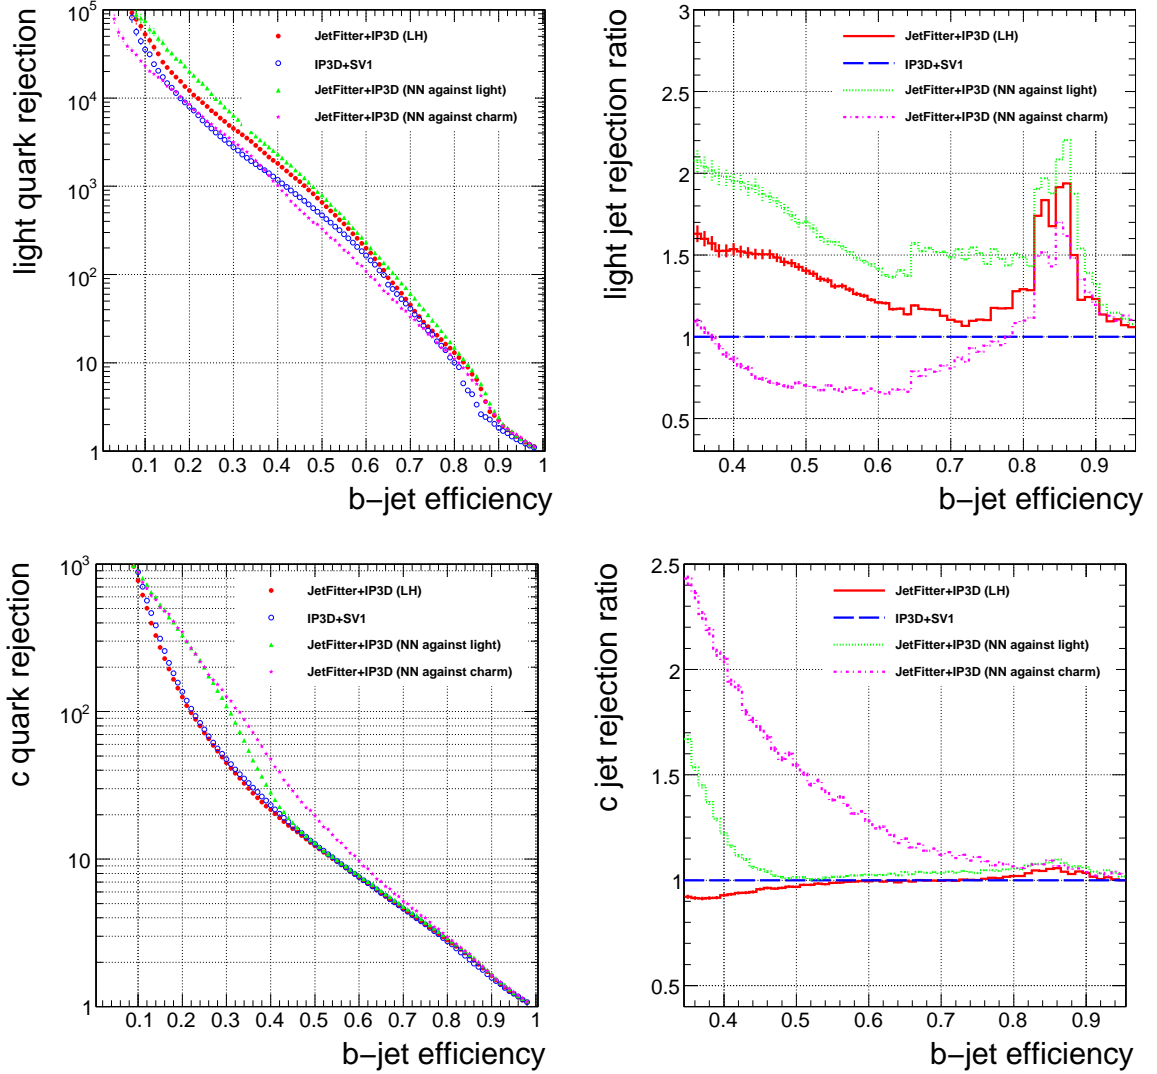 light quark rejection
10^5
10^4
10^3
10^2
10
1
JetFitter+IP3D (LH)
IP3D+SV1
JetFitter+IP3D (NN against light)
JetFitter+IP3D (NN against charm)
0.1 0.2 0.3 0.4 0.5 0.6 0.7 0.8 0.9 1
b-jet efficiency
light jet rejection ratio
3
2.5
2
1.5
1
0.5
JetFitter+IP3D (LH)
IP3D+SV1
JetFitter+IP3D (NN against light)
JetFitter+IP3D (NN against charm)
0.4 0.5 0.6 0.7 0.8 0.9
b-jet efficiency
c quark rejection
10^3
10^2
10
1
JetFitter+IP3D (LH)
IP3D+SV1
JetFitter+IP3D (NN against light)
JetFitter+IP3D (NN against charm)
0.1 0.2 0.3 0.4 0.5 0.6 0.7 0.8 0.9 1
b-jet efficiency
c jet rejection ratio
2.5
2
1.5
1
0.5
JetFitter+IP3D (LH)
IP3D+SV1
JetFitter+IP3D (NN against light)
JetFitter+IP3D (NN against charm)
0.4 0.5 0.6 0.7 0.8 0.9
b-jet efficiency